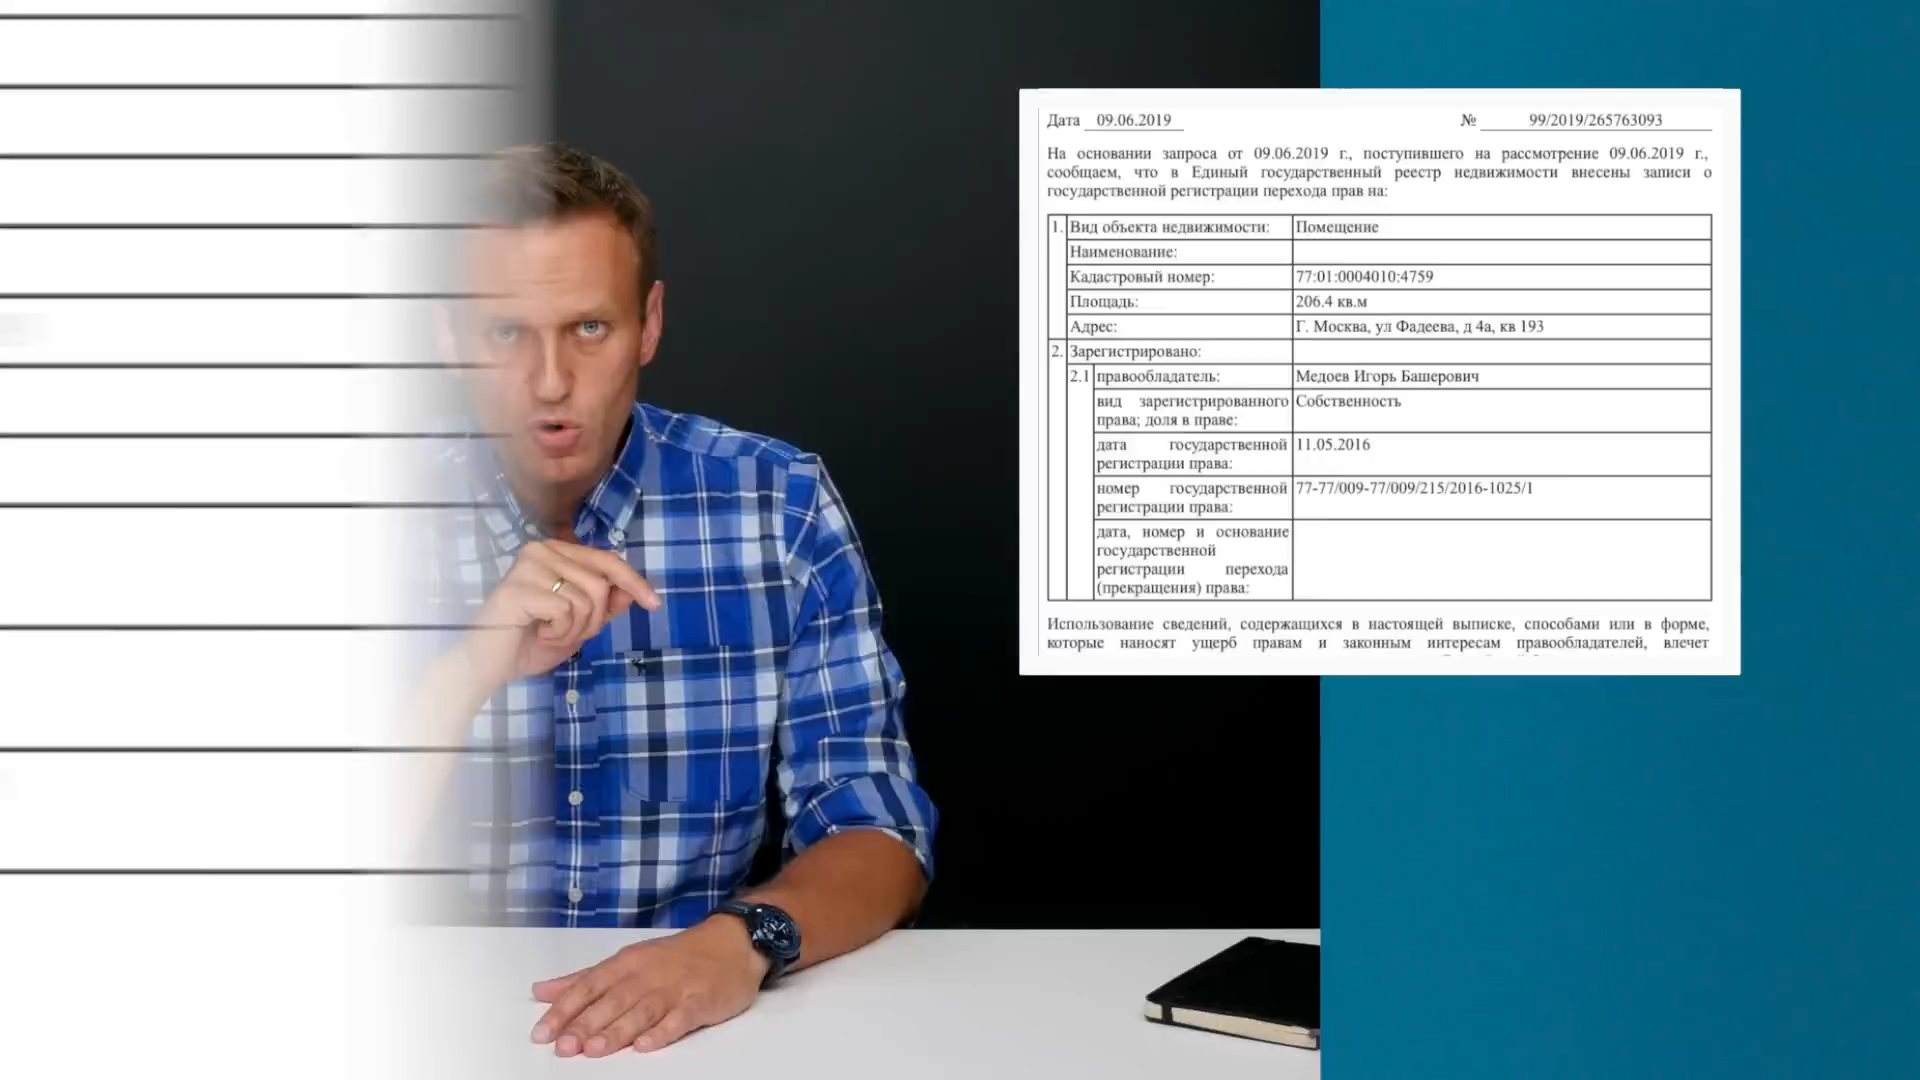 Дата 09.06.2019 № 99/2019/265763093
На основании запроса от 09.06.2019 г., поступившего на рассмотрение 09.06.2019 г.,
сообщаем, что в Единый государственный реестр недвижимости внесены записи о
государственной регистрации перехода прав на:
1. Вид объекта недвижимости: Помещение
Наименование:
Кадастровый номер: 77:01:0004010:4759
Площадь: 206.4 кв.м
Адрес: Г. Москва, ул Фадеева, д 4а, кв 193
2. Зарегистрировано:
2.1 правообладатель: Медоев Игорь Башерович
вид зарегистрированного Собственность
права; доля в праве:
дата государственной 11.05.2016
регистрации права:
номер государственной 77-77/009-77/009/215/2016-1025/1
регистрации права:
дата, номер и основание
государственной
регистрации перехода
(прекращения) права:
Использование сведений, содержащихся в настоящей выписке, способами или в форме,
которые наносят ущерб правам и законным интересам правообладателей, влечет